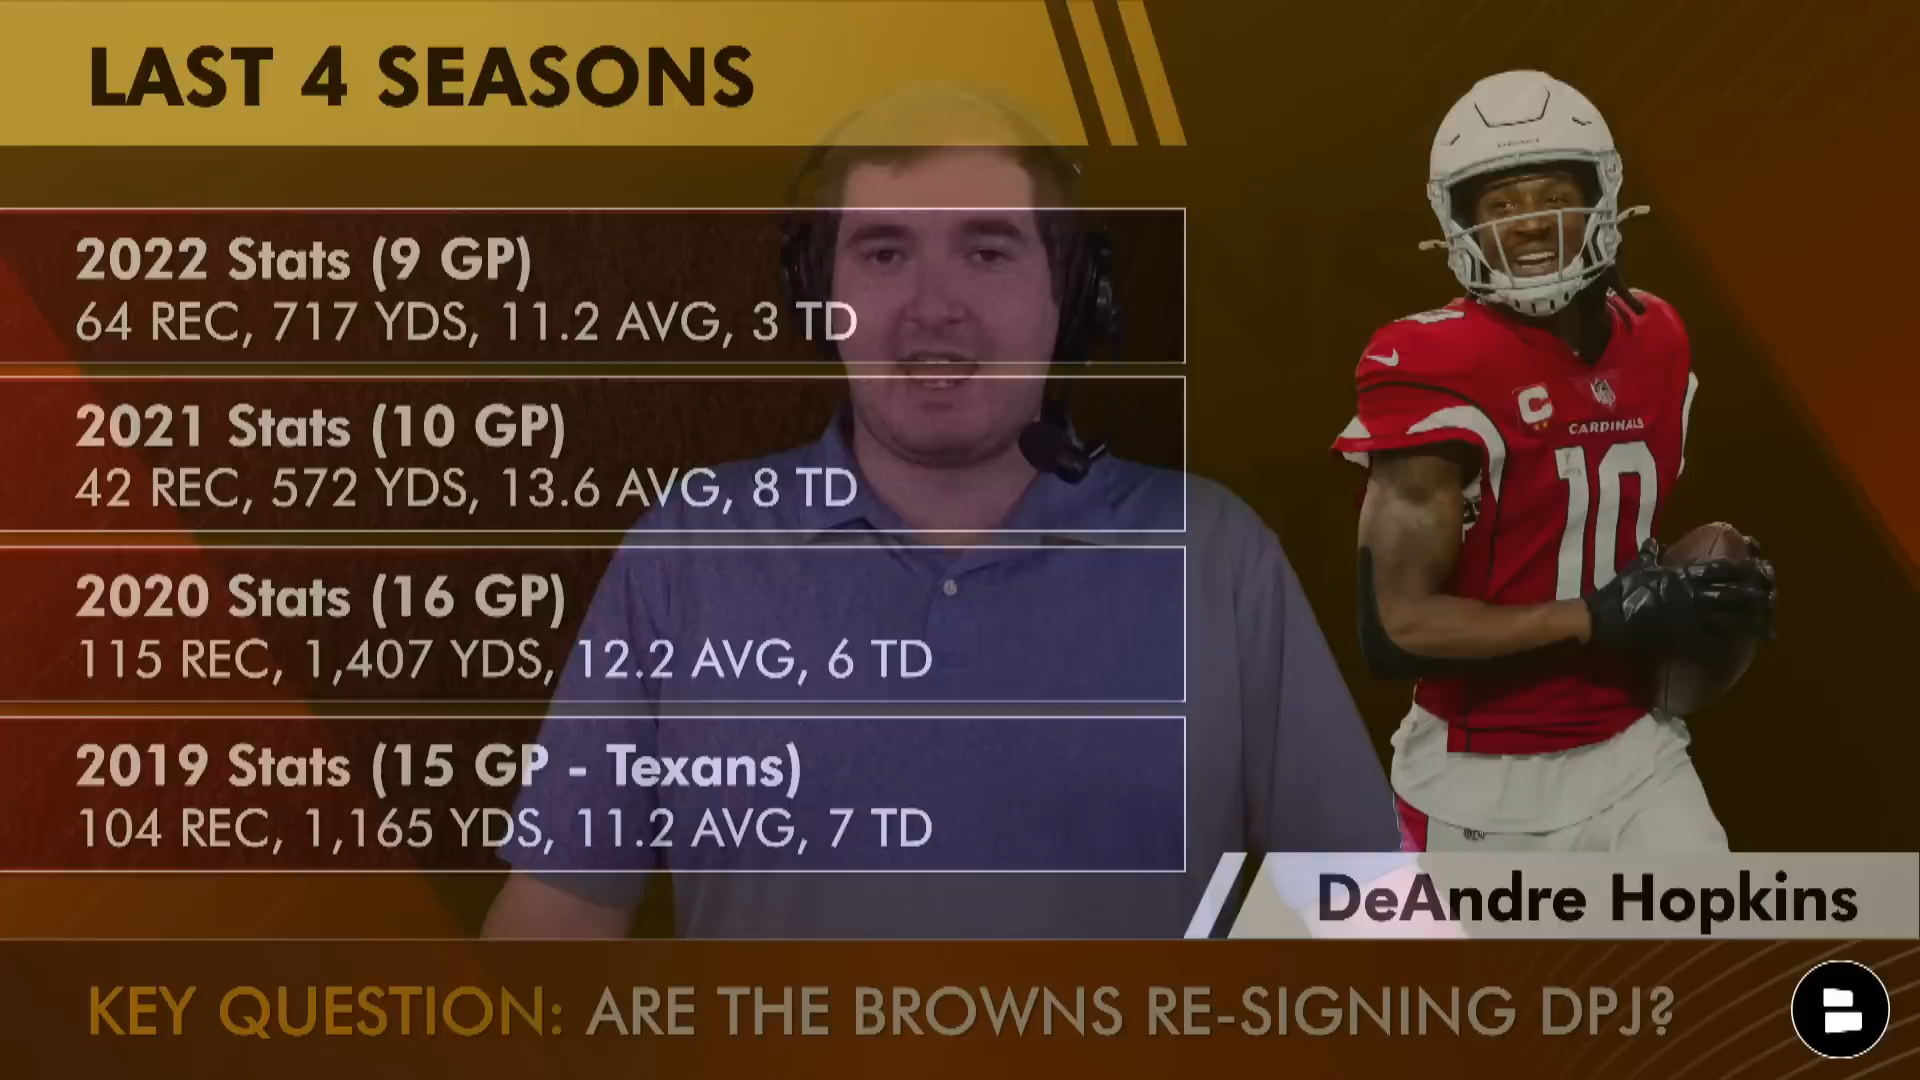 LAST 4 SEASONS
2022 Stats (9 GP)
64 REC, 717 YDS, 11.2 AVG, 3 TD
2021 Stats (10 GP)
42 REC, 572 YDS, 13.6 AVG, 8 TD
2020 Stats (16 GP)
115 REC, 1,407 YDS, 12.2 AVG, 6 TD
2019 Stats (15 GP - Texans)
104 REC, 1,165 YDS, 11.2 AVG, 7 TD
C
CARDINALS
10
DeAndre Hopkins
KEY QUESTION: ARE THE BROWNS RE-SIGNING DPJ?